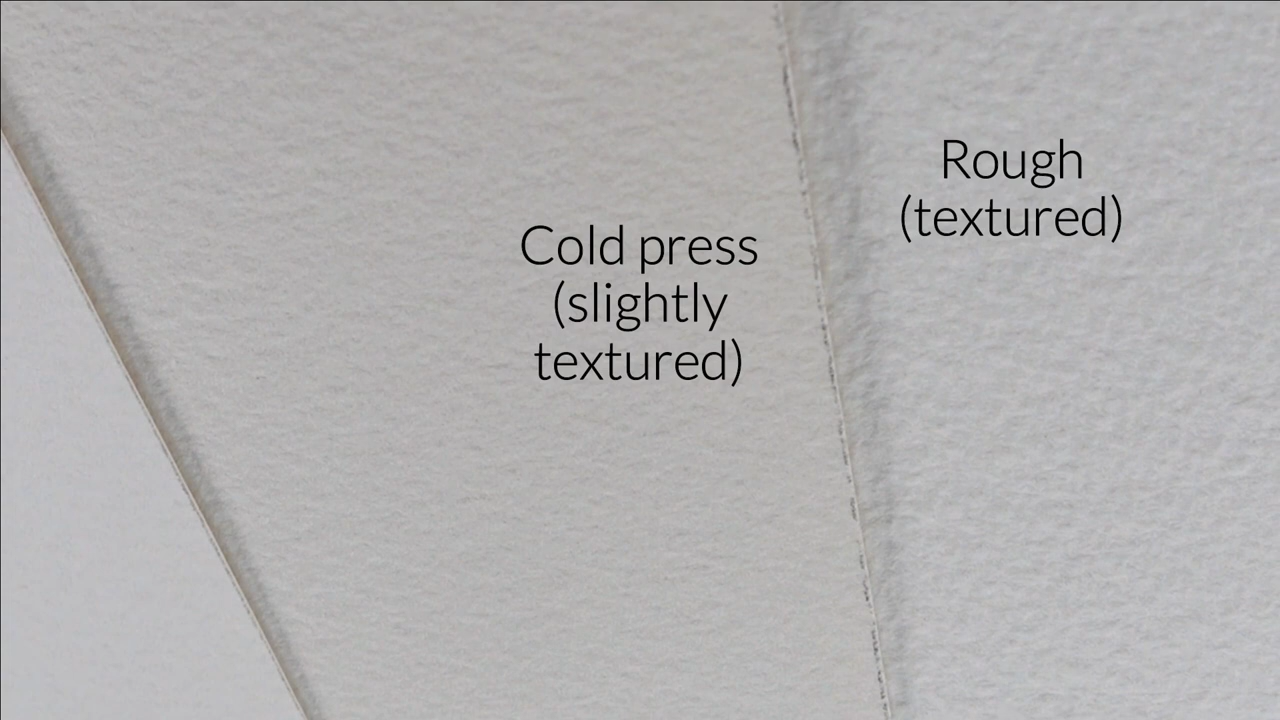 Cold press
(slightly
textured)
Rough
(textured)